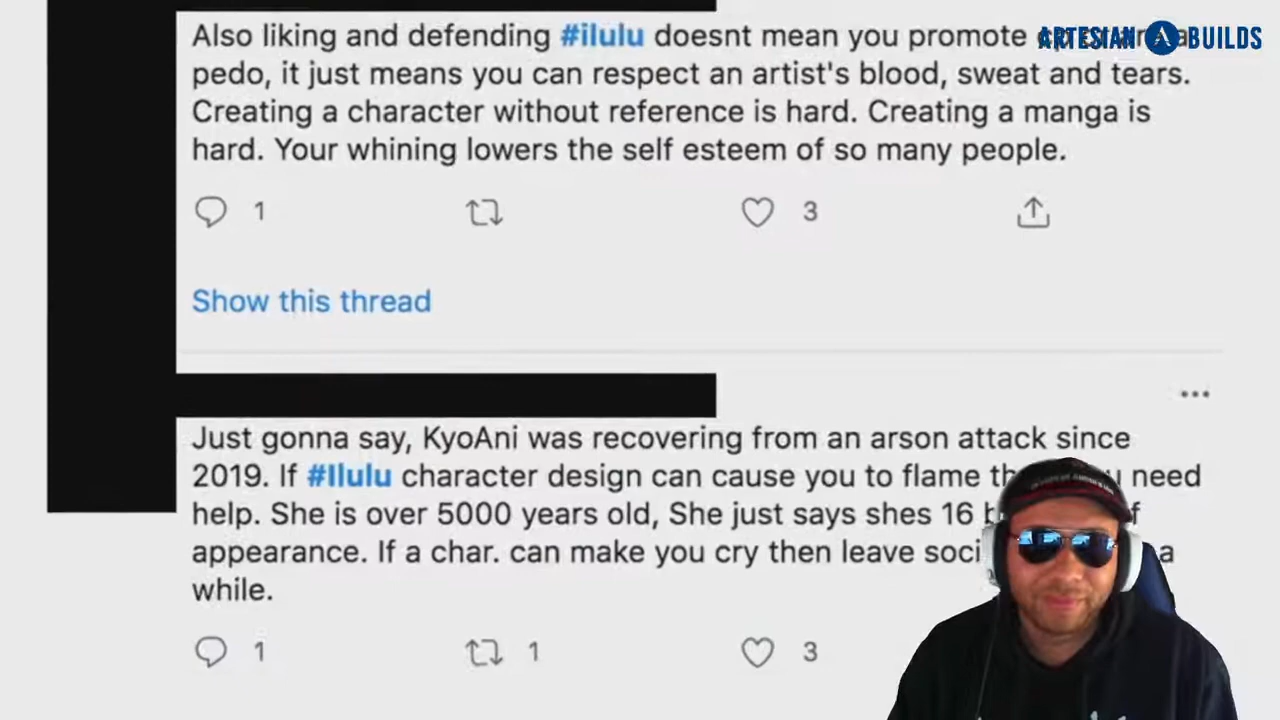 Also liking and defending #ilulu doesnt mean you promote
ARTESIAN BUILDS
pedo, it just means you can respect an artist's blood, sweat and tears.
Creating a character without reference is hard. Creating a manga is
hard. Your whining lowers the self esteem of so many people.
1
3
Show this thread
Just gonna say, KyoAni was recovering from an arson attack since
2019. If #Ilulu character design can cause you to flame need
help. She is over 5000 years old, She just says shes 16
appearance. If a char. can make you cry then leave a
while.
1
1
3